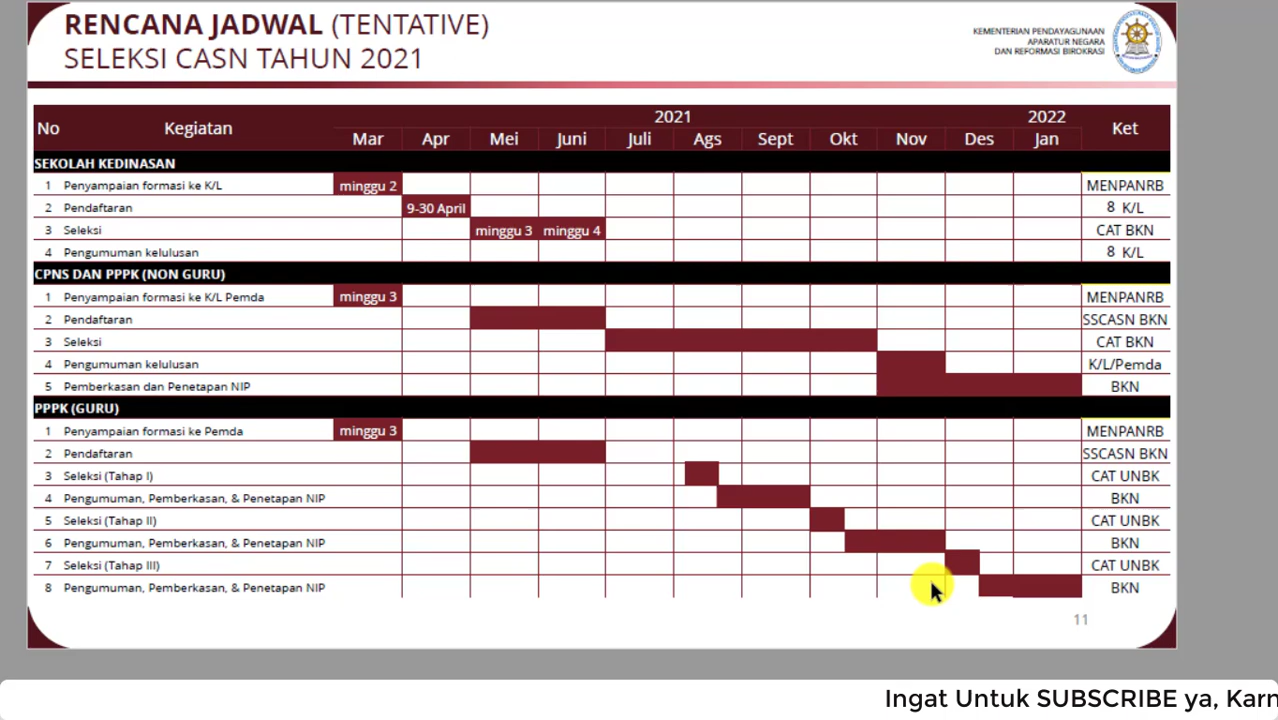 RENCANA JADWAL (TENTATIVE)
SELEKSI CASN TAHUN 2021
KEMENTERIAN PENDAYAGUNAAN
APARATUR NEGARA
DAN REFORMASI BIROKRASI
No Kegiatan 2021 2022 Ket
Mar Apr Mei Juni Juli Ags Sept Okt Nov Des Jan
SEKOLAH KEDINASAN
1 Penyampaian formasi ke K/L minggu 2 MENPANRB
2 Pendaftaran 9-30 April 8 K/L
3 Seleksi minggu 3 minggu 4 CAT BKN
4 Pengumuman kelulusan 8 K/L
CPNS DAN PPPK (NON GURU)
1 Penyampaian formasi ke K/L Pemda minggu 3 MENPANRB
2 Pendaftaran SSCASN BKN
3 Seleksi CAT BKN
4 Pengumuman kelulusan K/L/Pemda
5 Pemberkasan dan Penetapan NIP BKN
PPPK (GURU)
1 Penyampaian formasi ke Pemda minggu 3 MENPANRB
2 Pendaftaran SSCASN BKN
3 Seleksi (Tahap I) CAT UNBK
4 Pengumuman, Pemberkasan, & Penetapan NIP BKN
5 Seleksi (Tahap II) CAT UNBK
6 Pengumuman, Pemberkasan, & Penetapan NIP BKN
7 Seleksi (Tahap III) CAT UNBK
8 Pengumuman, Pemberkasan, & Penetapan NIP BKN
11
Ingat Untuk SUBSCRIBE ya, Karn